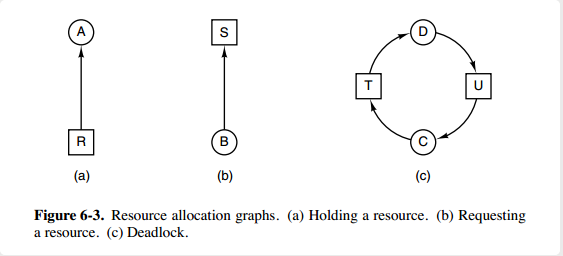 A
S
D
T
U
R
B
C
(a)
(b)
(c)
Figure 6-3. Resource allocation graphs. (a) Holding a resource. (b) Requesting
a resource. (c) Deadlock.